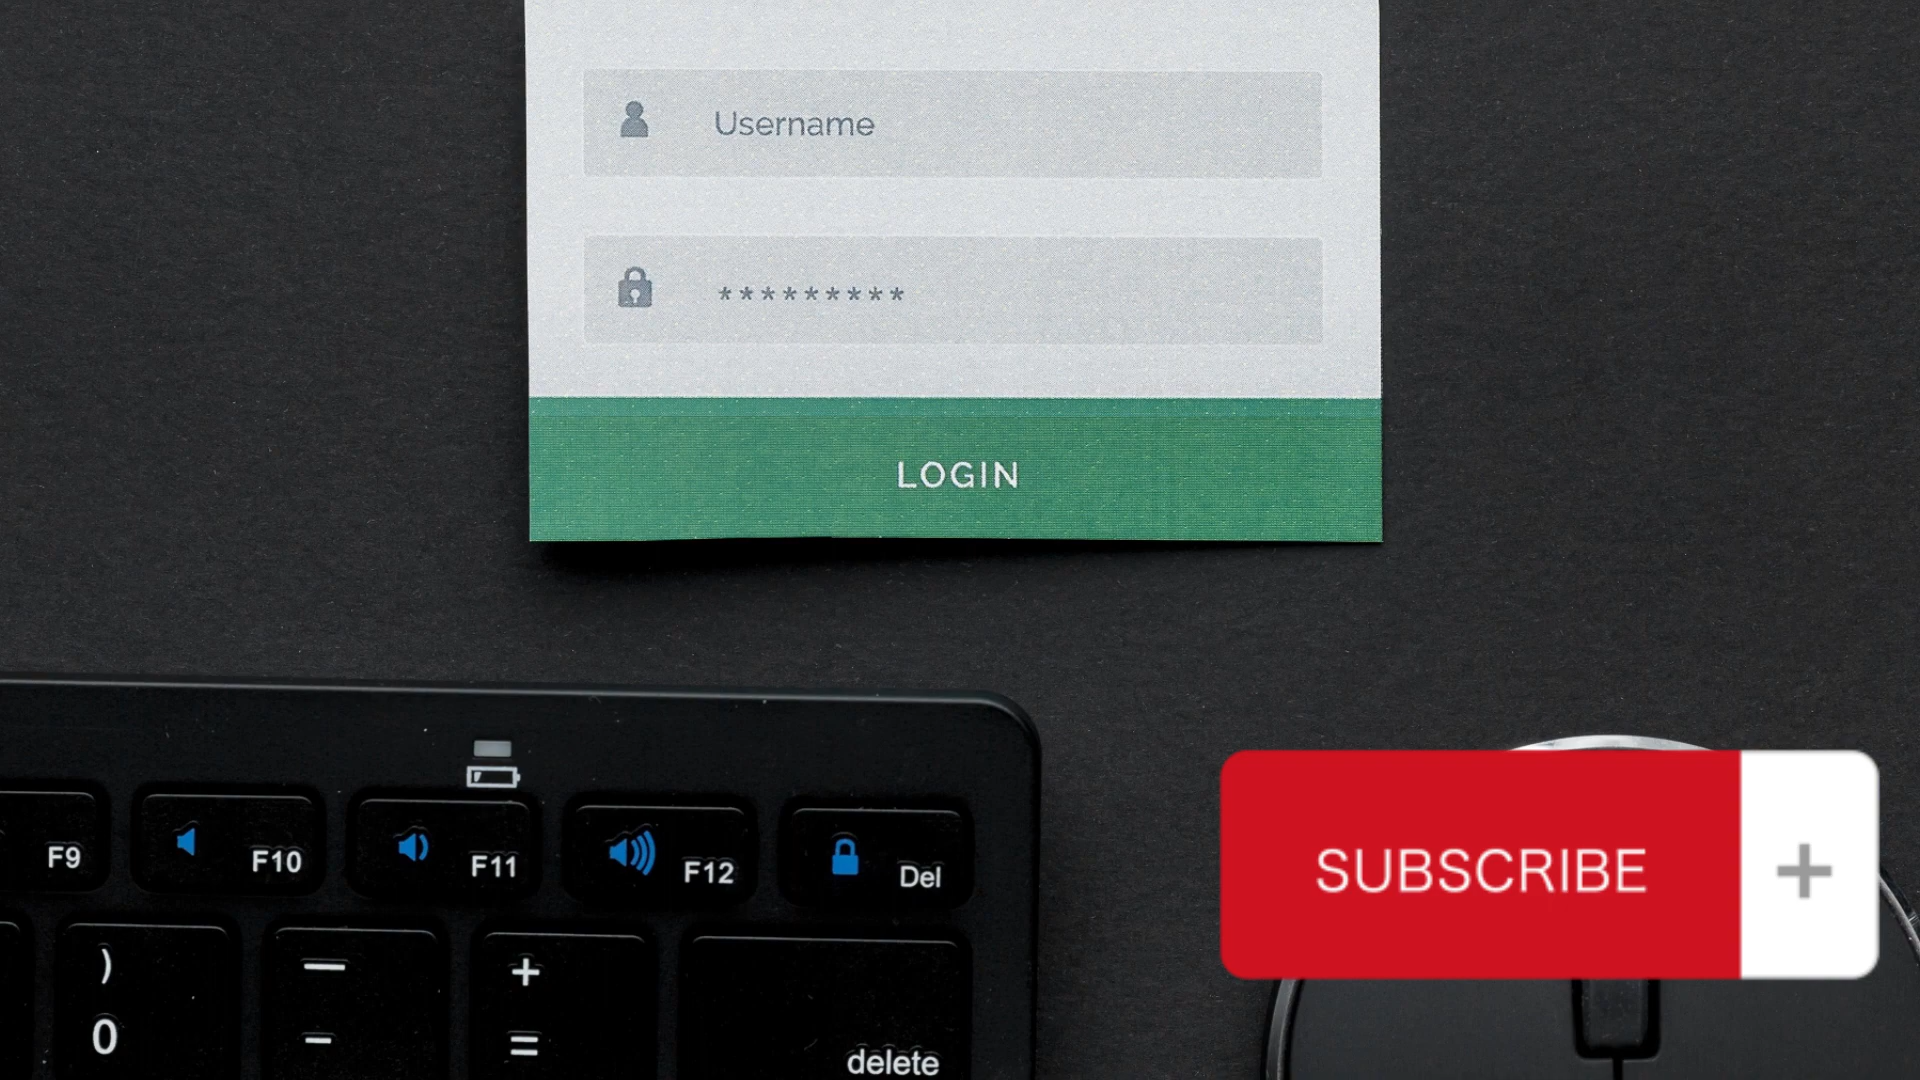 Username
*********
LOGIN
F9
F10
F11
F12
Del
SUBSCRIBE
+
)
0
—
-
+
=
delete